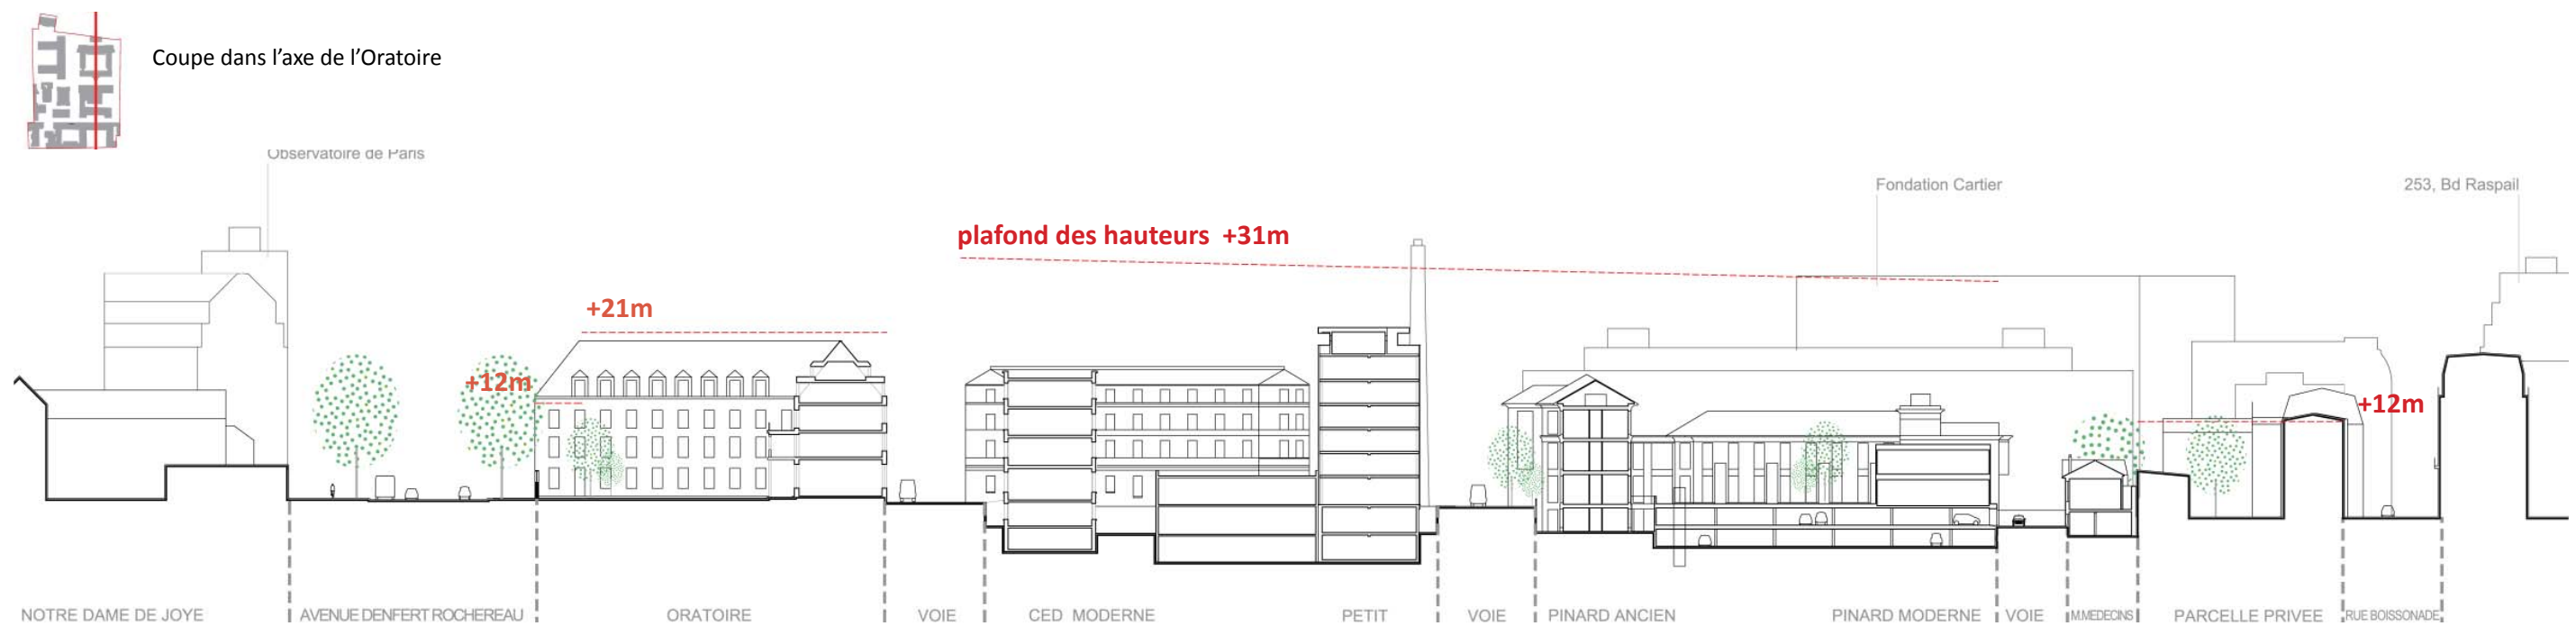 Coupe dans l'axe de l'Oratoire
Observatoire de Paris
Fondation Cartier
253, Bd Raspail
plafond des hauteurs +31m
+21m
+12m
+12m
NOTRE DAME DE JOYE
AVENUE DENFERT ROCHEREAU
ORATOIRE
VOIE
CED MODERNE
PETIT
VOIE
PINARD ANCIEN
PINARD MODERNE
VOIE
M.MEDECINS
PARCELLE PRIVEE
RUE BOISSONADE